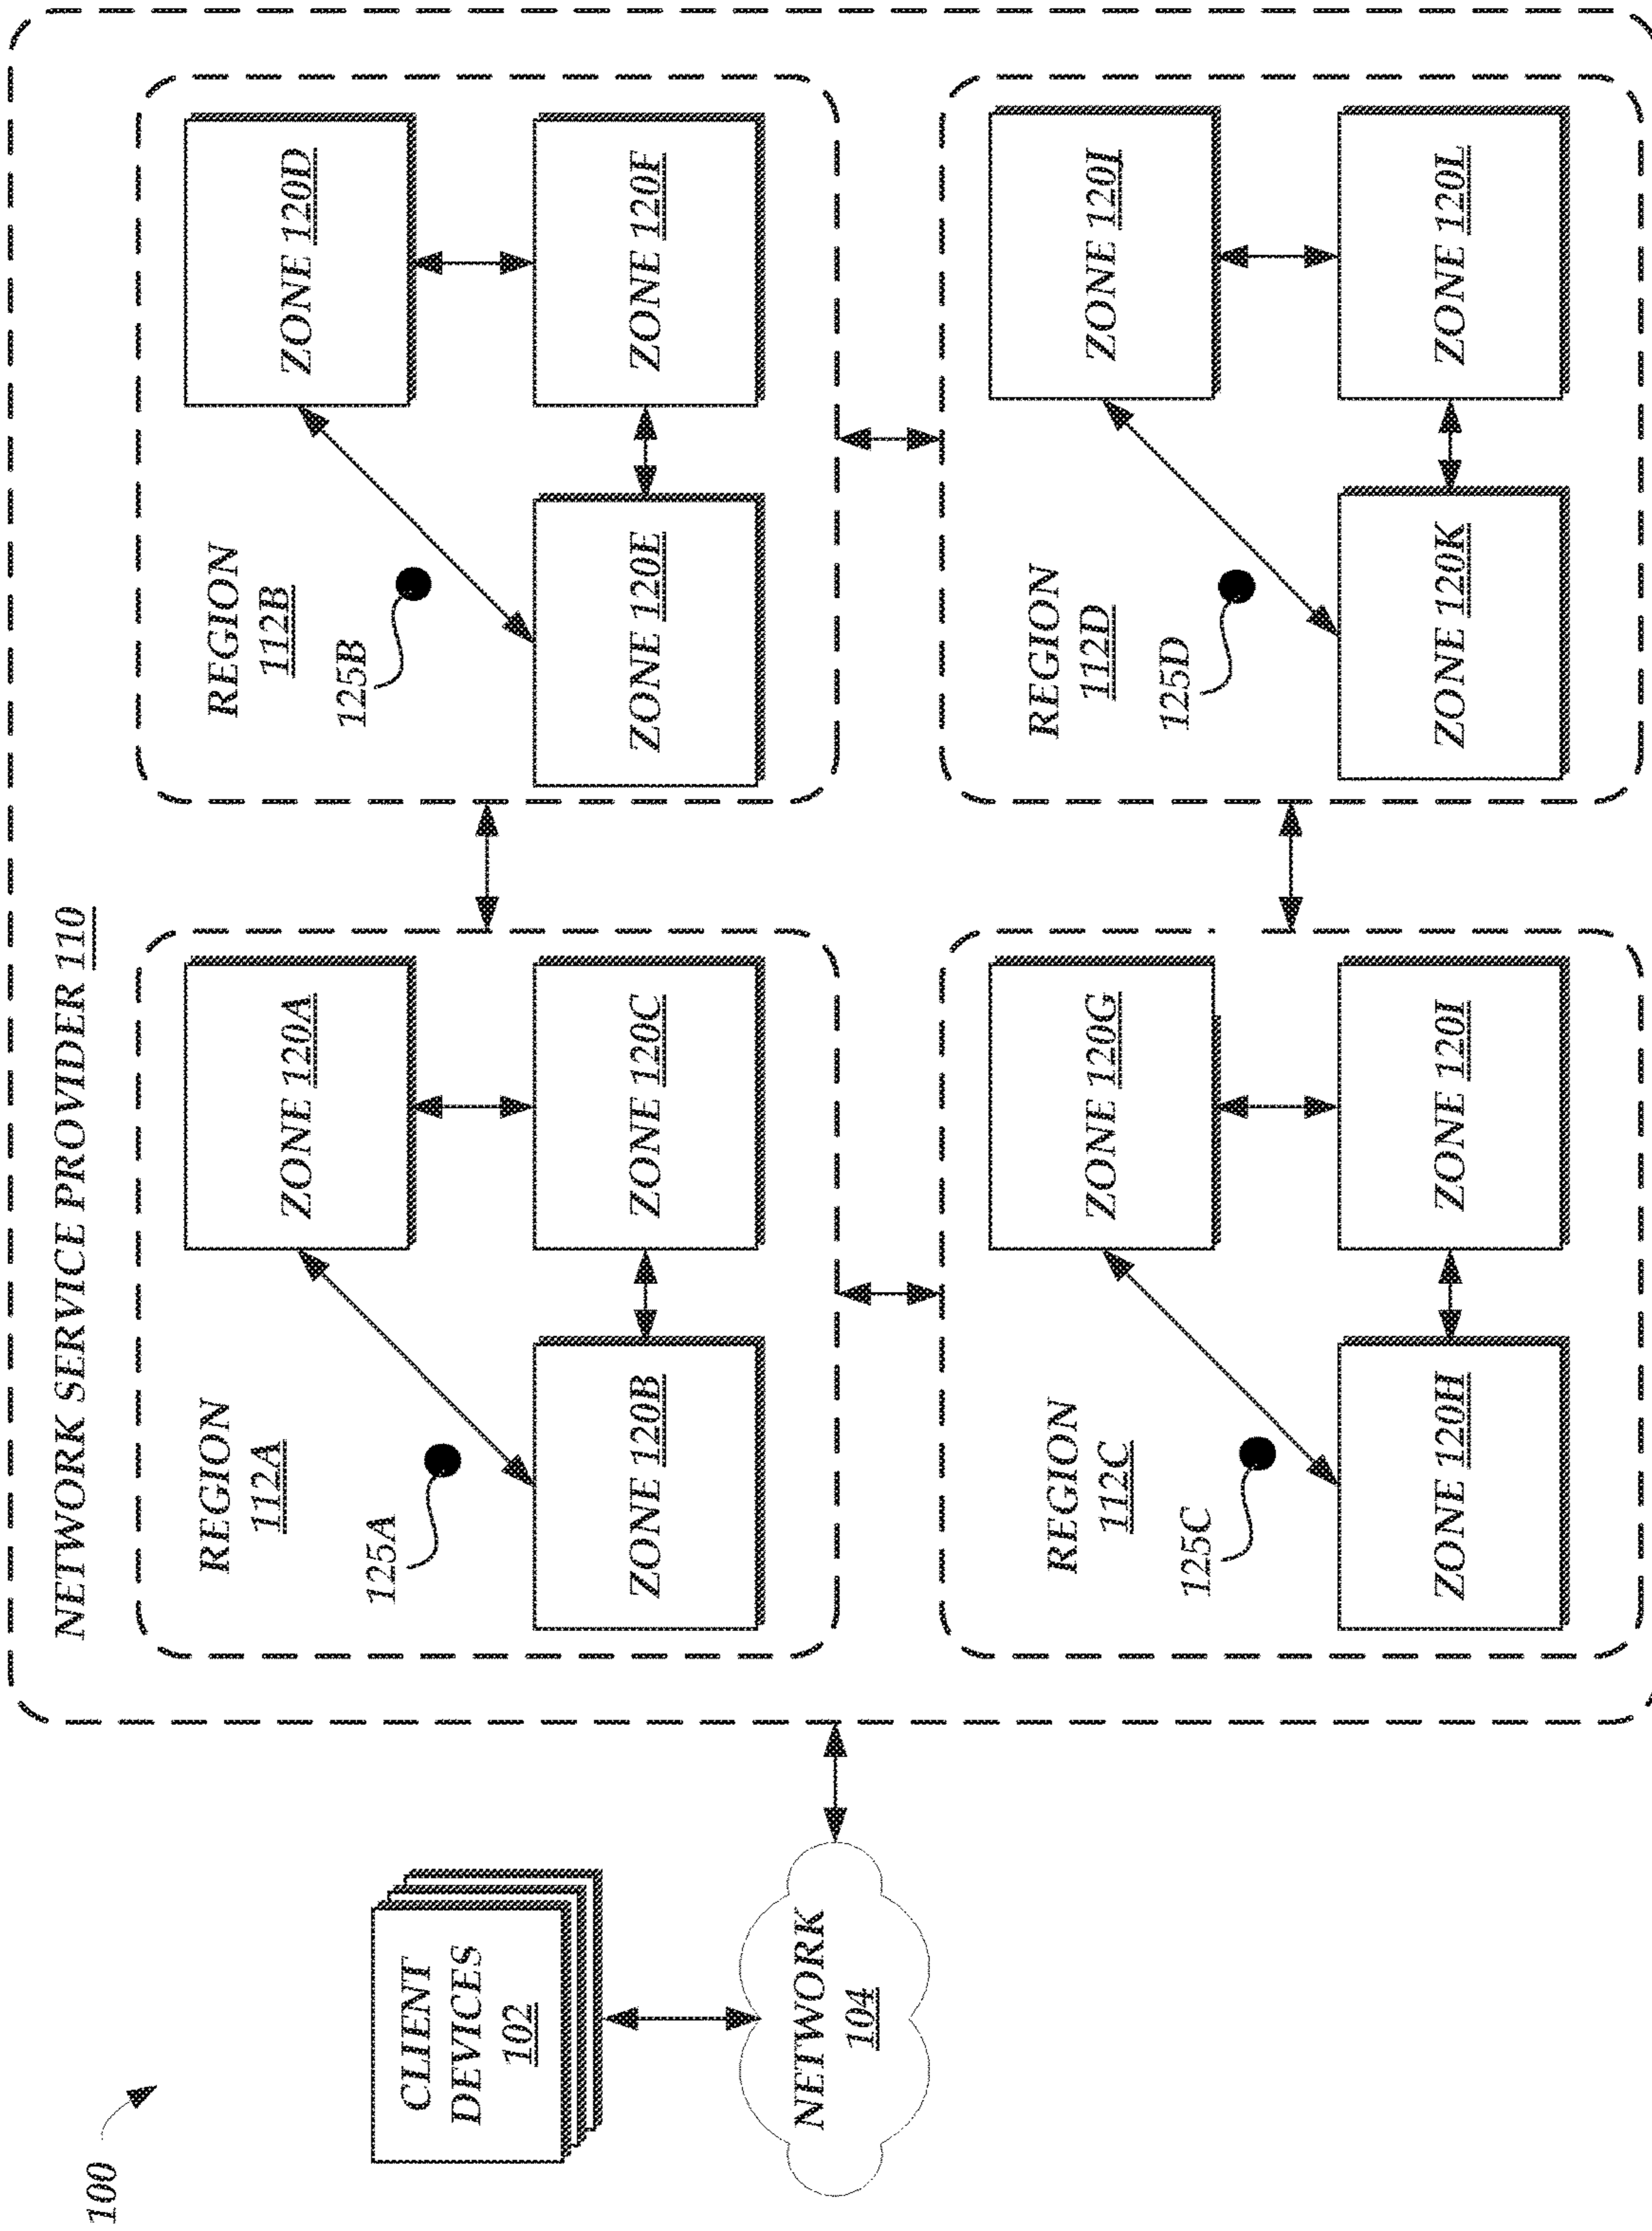 100
CLIENT
DEVICES
102
NETWORK
104
NETWORK SERVICE PROVIDER 110
REGION
112A
125A
ZONE 120A
ZONE 120B
ZONE 120C
REGION
112B
125B
ZONE 120D
ZONE 120E
ZONE 120F
REGION
112C
125C
ZONE 120G
ZONE 120H
ZONE 120I
REGION
112D
125D
ZONE 120J
ZONE 120K
ZONE 120L